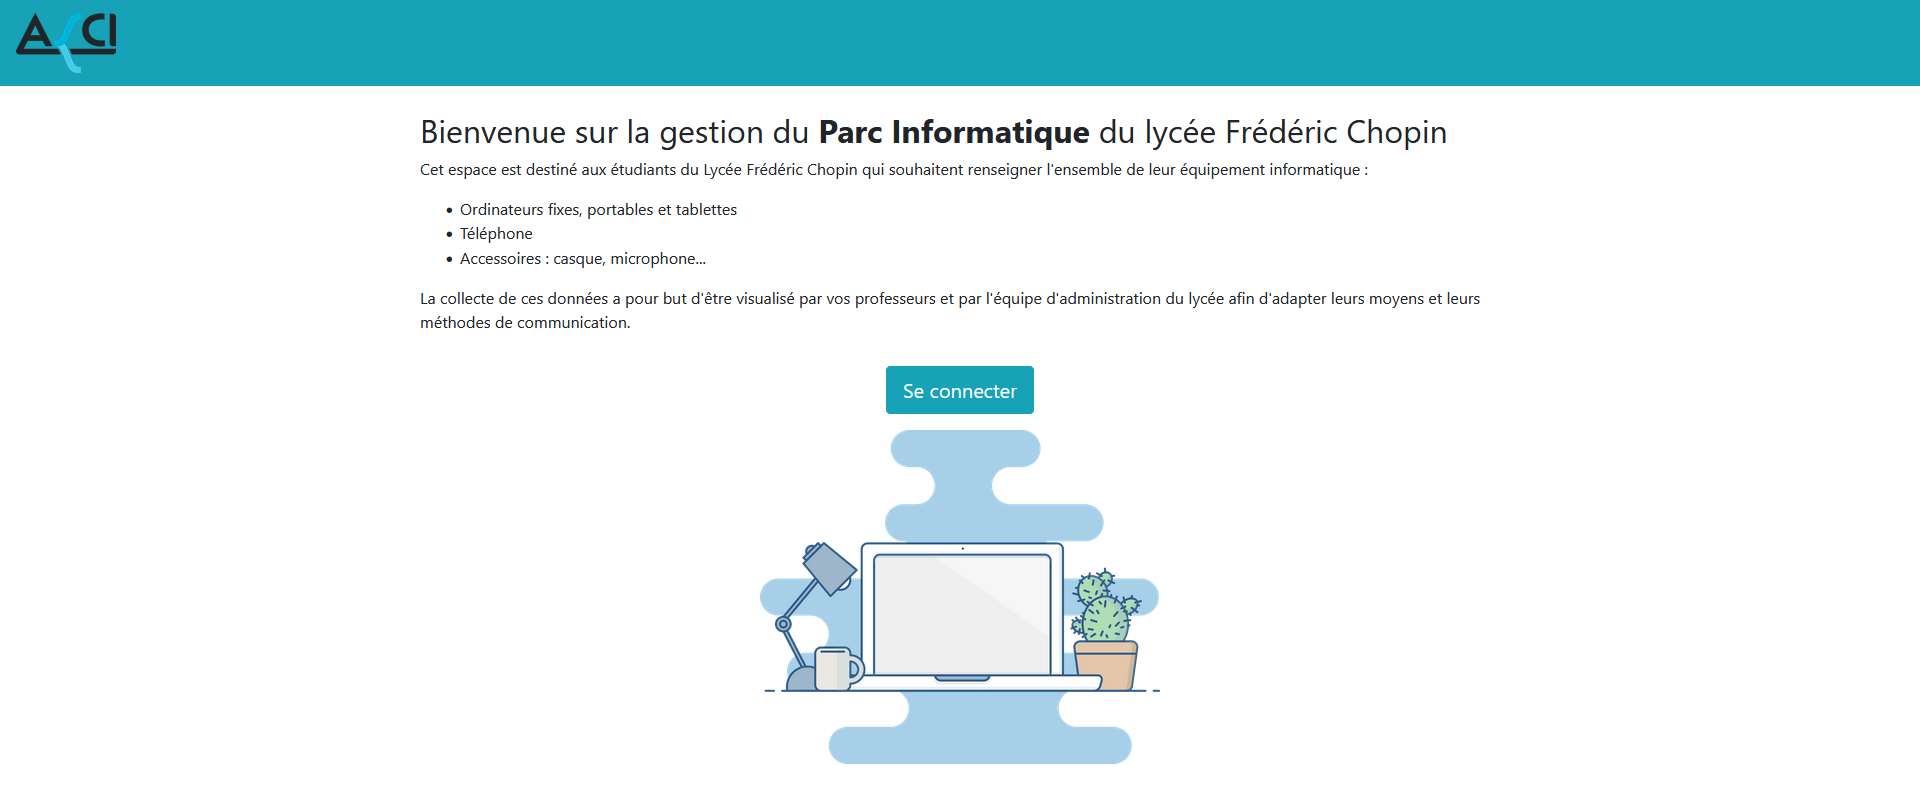 A CI
Bienvenue sur la gestion du Parc Informatique du lycée Frédéric Chopin
Cet espace est destiné aux étudiants du Lycée Frédéric Chopin qui souhaitent renseigner l'ensemble de leur équipement informatique :
• Ordinateurs fixes, portables et tablettes
• Téléphone
• Accessoires : casque, microphone...
La collecte de ces données a pour but d'être visualisé par vos professeurs et par l'équipe d'administration du lycée afin d'adapter leurs moyens et leurs
méthodes de communication.
Se connecter